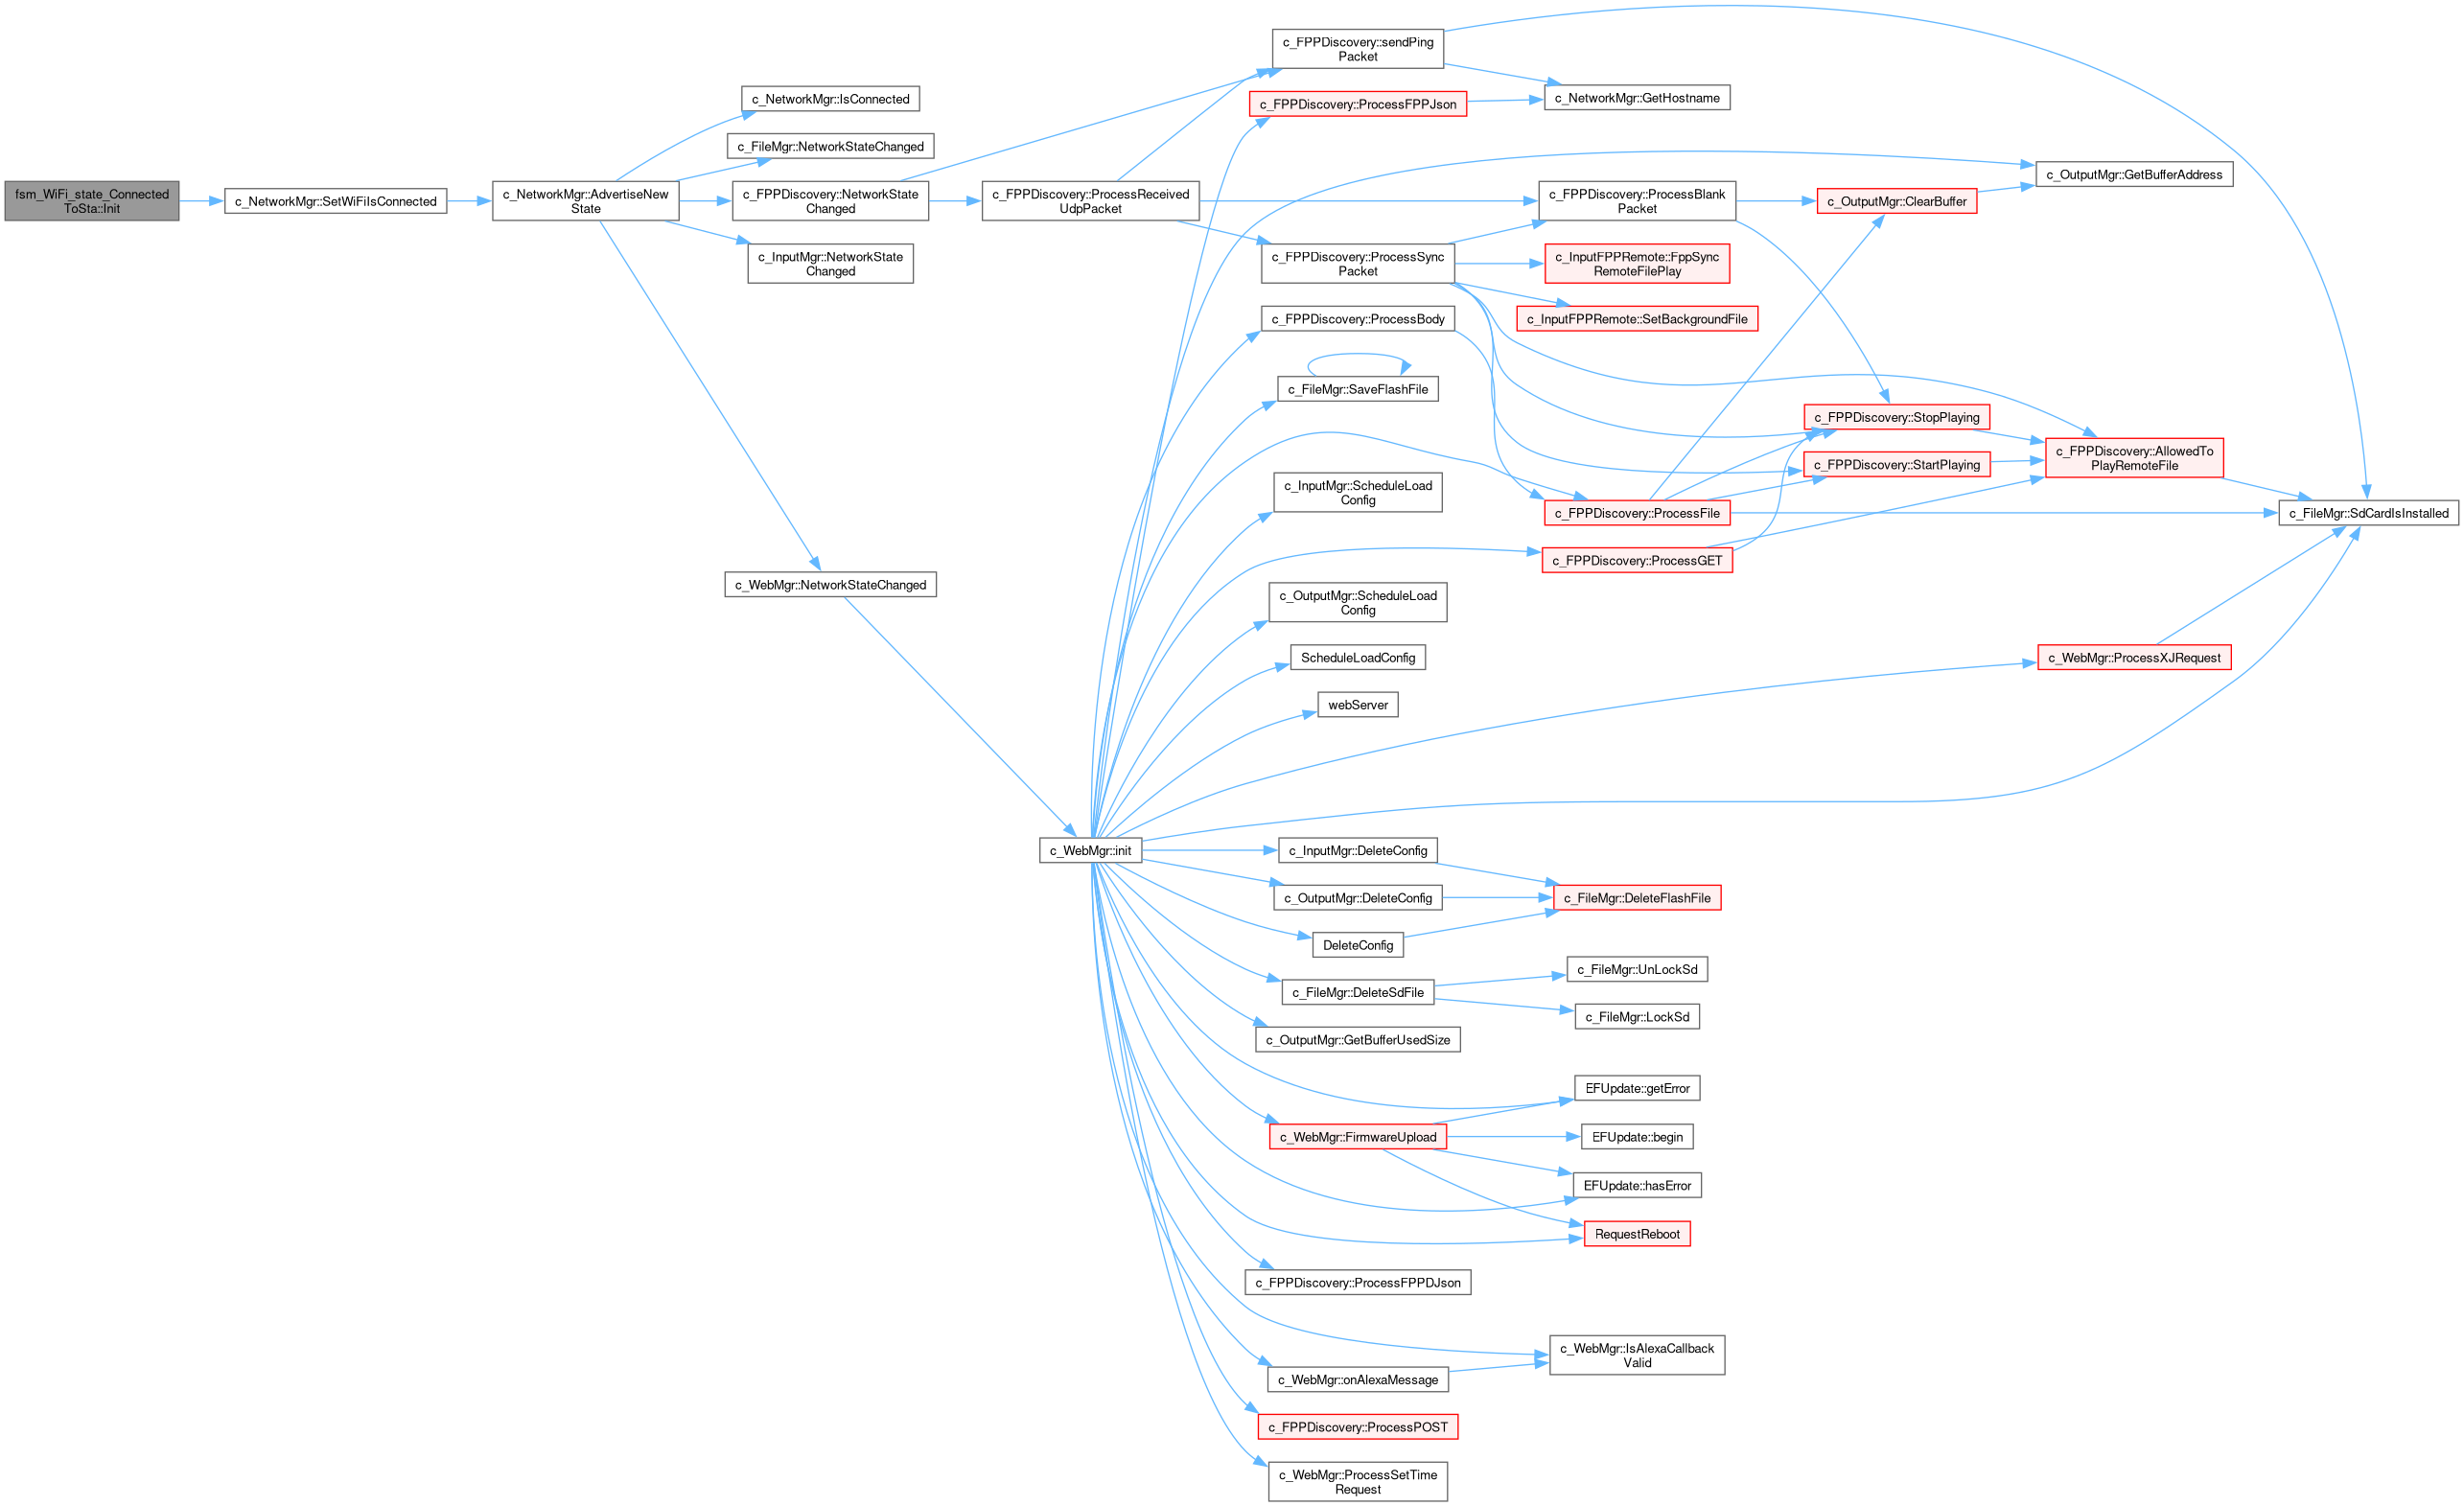 fsm_WiFi_state_Connected
ToSta::Init
c_NetworkMgr::SetWiFiIsConnected
c_NetworkMgr::AdvertiseNew
State
c_NetworkMgr::IsConnected
c_FileMgr::NetworkStateChanged
c_FPPDiscovery::NetworkState
Changed
c_InputMgr::NetworkState
Changed
c_WebMgr::NetworkStateChanged
c_FPPDiscovery::ProcessReceived
UdpPacket
c_WebMgr::init
c_FPPDiscovery::sendPing
Packet
c_FPPDiscovery::ProcessFPPJson
c_FPPDiscovery::ProcessSync
Packet
c_FPPDiscovery::ProcessBody
c_FileMgr::SaveFlashFile
c_InputMgr::ScheduleLoad
Config
c_OutputMgr::ScheduleLoad
Config
ScheduleLoadConfig
webServer
c_InputMgr::DeleteConfig
c_OutputMgr::DeleteConfig
DeleteConfig
c_FileMgr::DeleteSdFile
c_OutputMgr::GetBufferUsedSize
c_WebMgr::FirmwareUpload
c_FPPDiscovery::ProcessFPPDJson
c_WebMgr::onAlexaMessage
c_FPPDiscovery::ProcessPOST
c_WebMgr::ProcessSetTime
Request
c_NetworkMgr::GetHostname
c_FPPDiscovery::ProcessBlank
Packet
c_InputFPPRemote::FppSync
RemoteFilePlay
c_InputFPPRemote::SetBackgroundFile
c_FPPDiscovery::ProcessFile
c_FPPDiscovery::ProcessGET
c_FileMgr::DeleteFlashFile
c_FileMgr::UnLockSd
c_FileMgr::LockSd
EFUpdate::getError
EFUpdate::begin
EFUpdate::hasError
RequestReboot
c_WebMgr::IsAlexaCallback
Valid
c_OutputMgr::ClearBuffer
c_FPPDiscovery::StopPlaying
c_FPPDiscovery::StartPlaying
c_OutputMgr::GetBufferAddress
c_FPPDiscovery::AllowedTo
PlayRemoteFile
c_WebMgr::ProcessXJRequest
c_FileMgr::SdCardIsInstalled